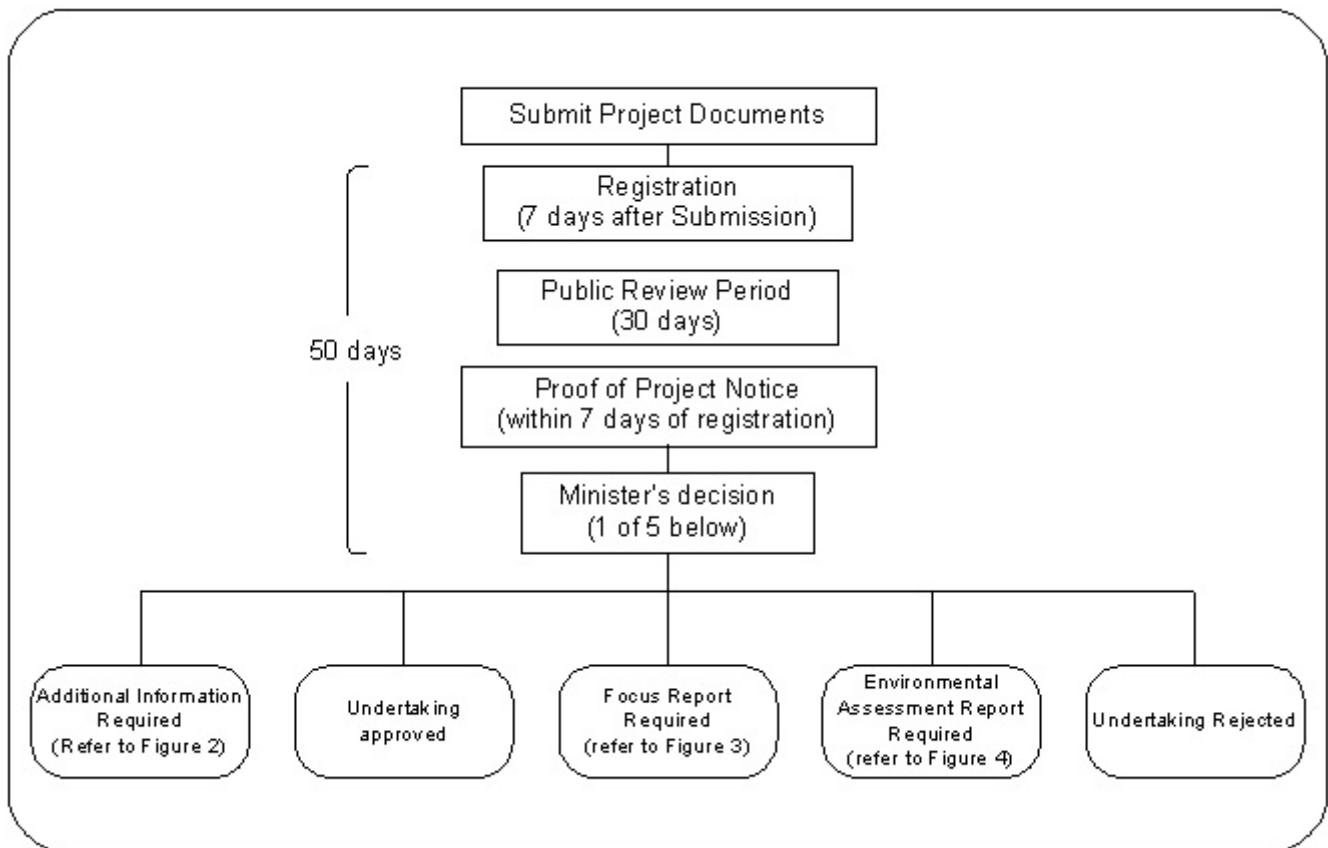 Submit Project Documents
Registration
(7 days after Submission)
Public Review Period
(30 days)
50 days
Proof of Project Notice
(within 7 days of registration)
Minister's decision
(1 of 5 below)
Additional Information
Required
(Refer to Figure 2)
Undertaking
approved
Focus Report
Required
(refer to Figure 3)
Environmental
Assessment Report
Required
(refer to Figure 4)
Undertaking Rejected